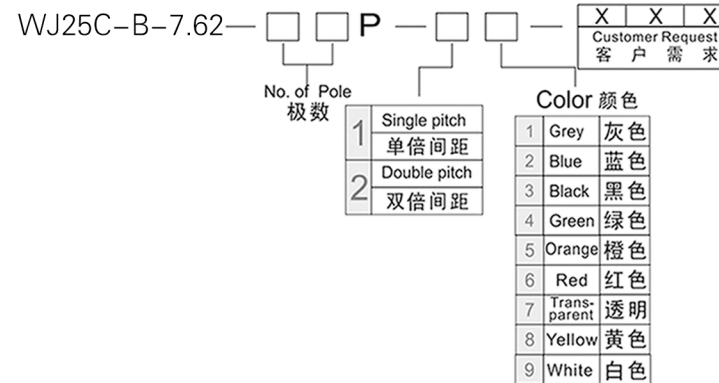 WJ25C-B-7.62— □ □ P — □ □ — X X X
Customer Request
客 户 需 求
No. of Pole
极数
1 Single pitch
单倍间距
2 Double pitch
双倍间距
Color 颜色
1 Grey 灰色
2 Blue 蓝色
3 Black 黑色
4 Green 绿色
5 Orange 橙色
6 Red 红色
7 Trans-
parent 透明
8 Yellow 黄色
9 White 白色